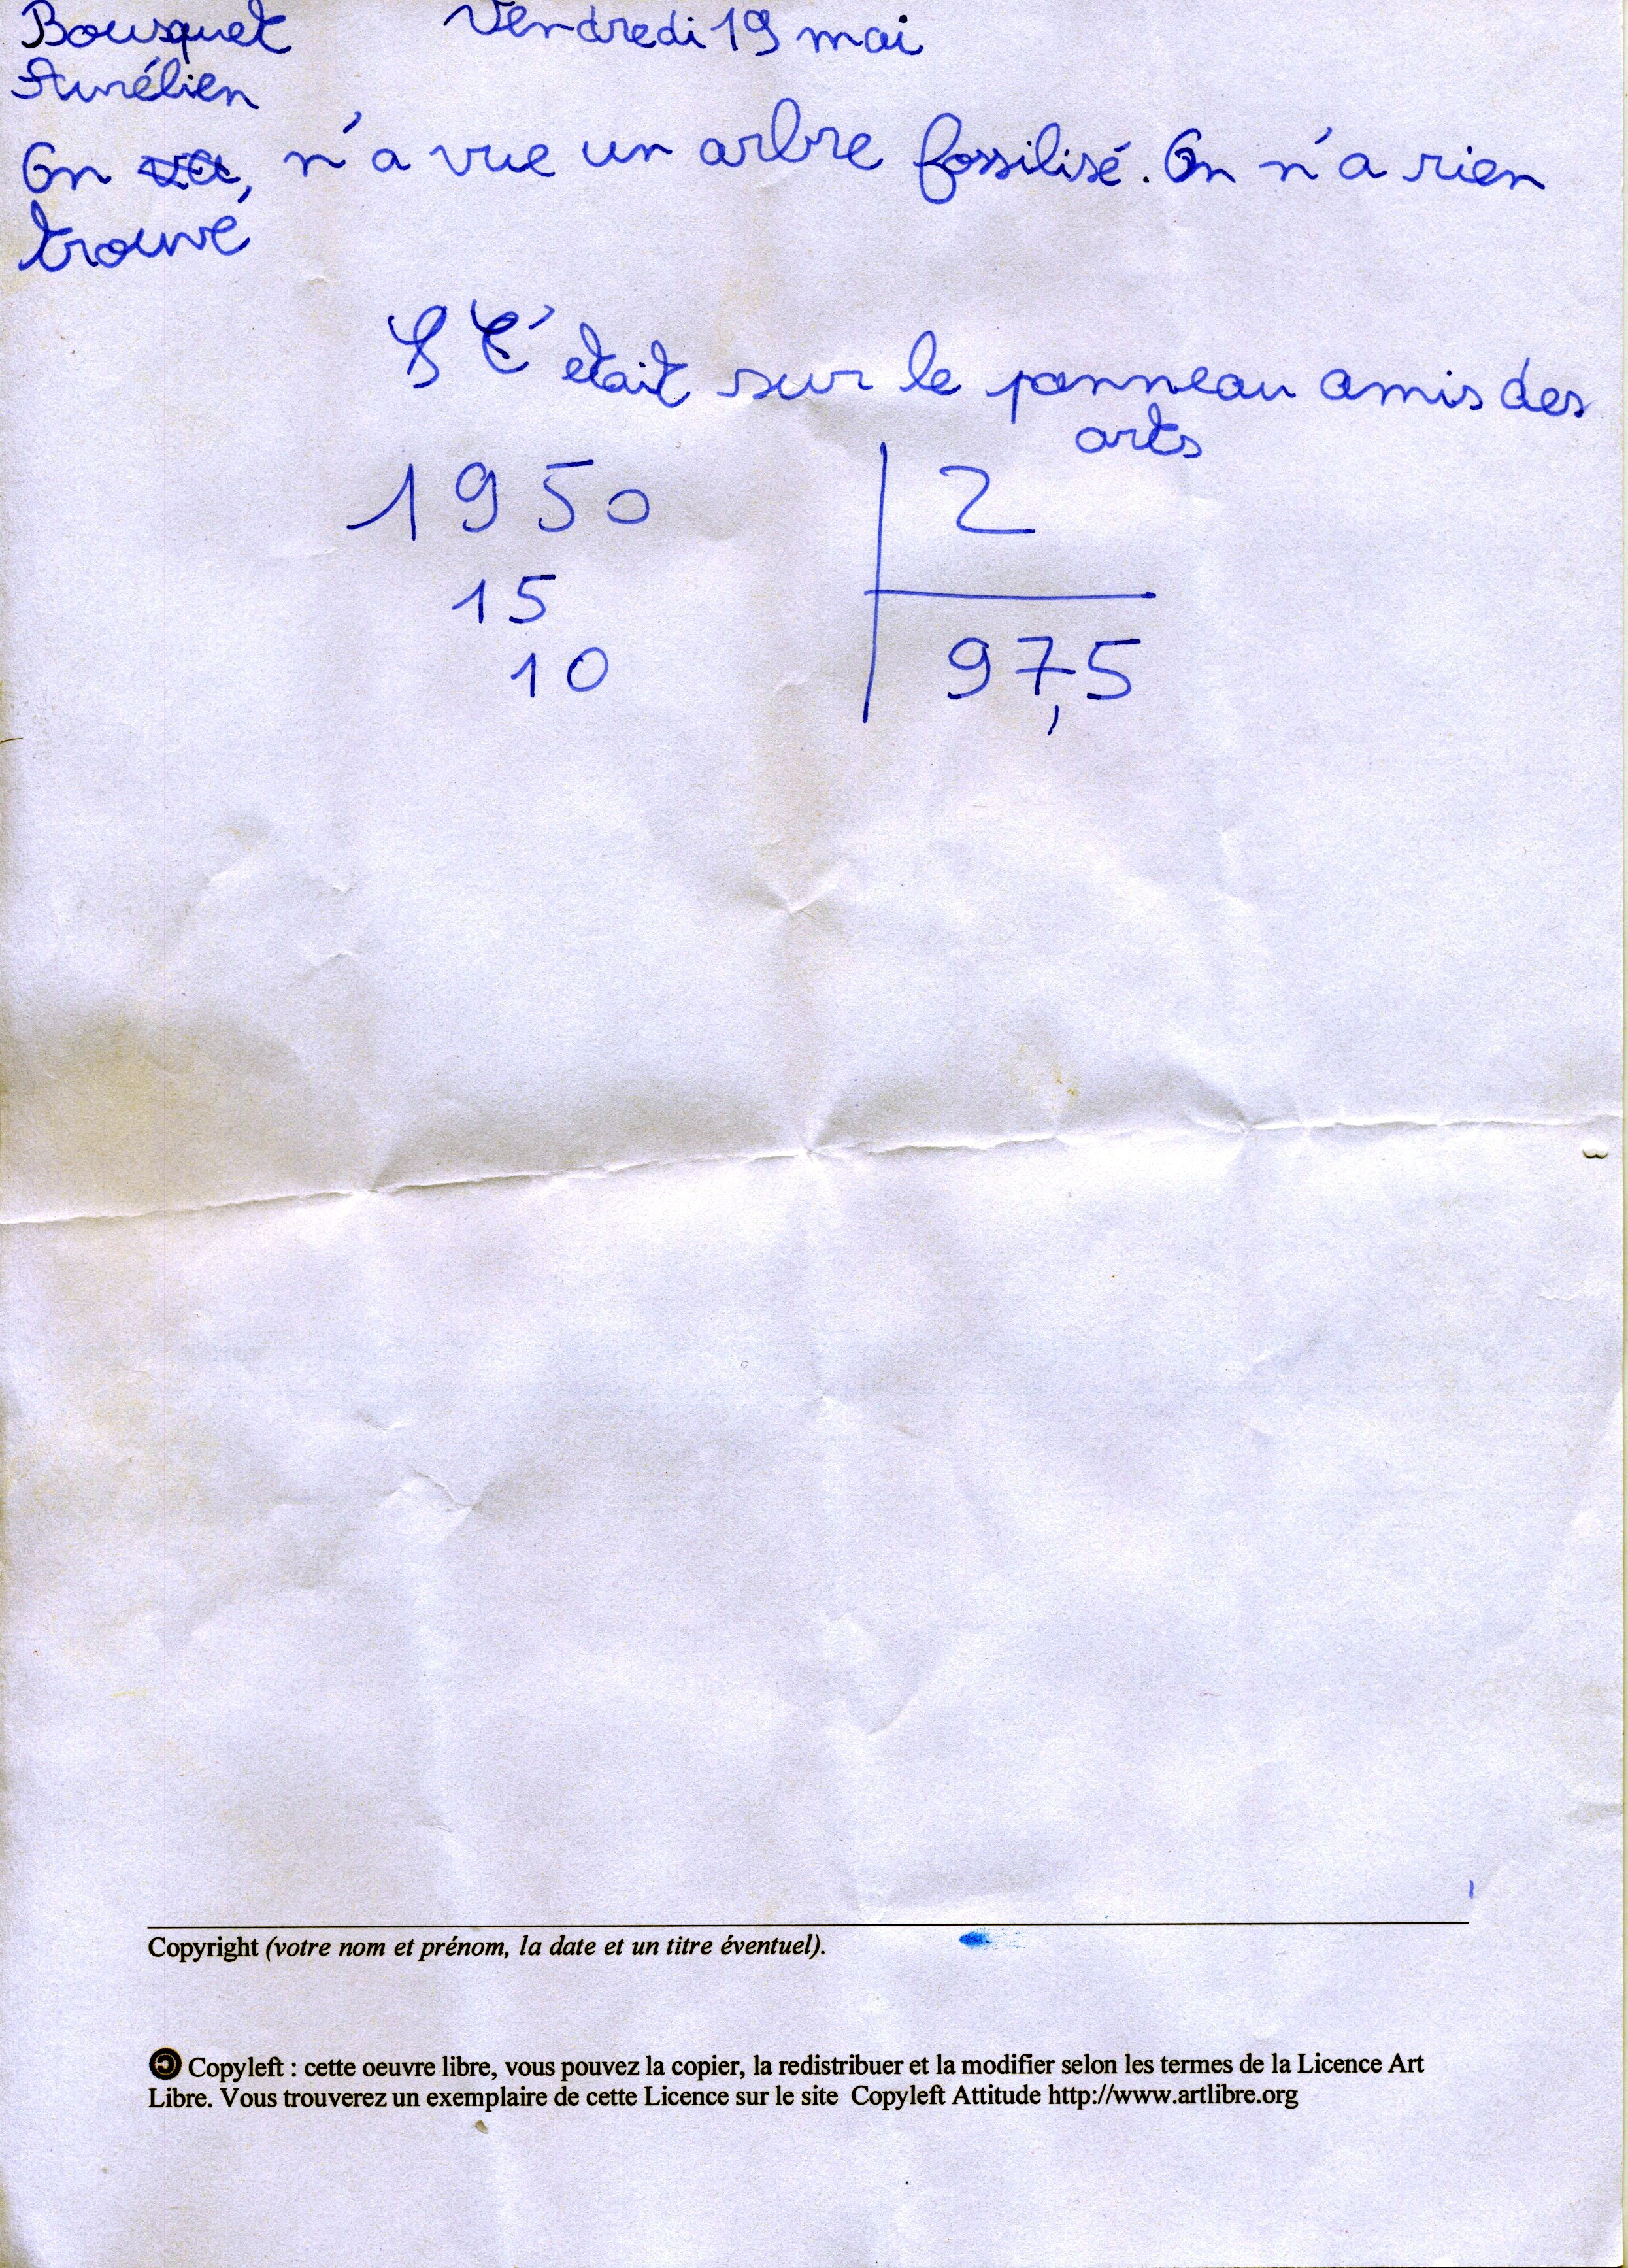 Bousquet Vendredi 19 mai
Aurélien
On va, n'a vue un arbre fossilisé. On n'a rien
trouvé
S C'etait sur le panneau amis des
arts
1950 2
15
10 97,5
Copyright (votre nom et prénom, la date et un titre éventuel).
Copyleft : cette oeuvre libre, vous pouvez la copier, la redistribuer et la modifier selon les termes de la Licence Art
Libre. Vous trouverez un exemplaire de cette Licence sur le site Copyleft Attitude http://www.artlibre.org